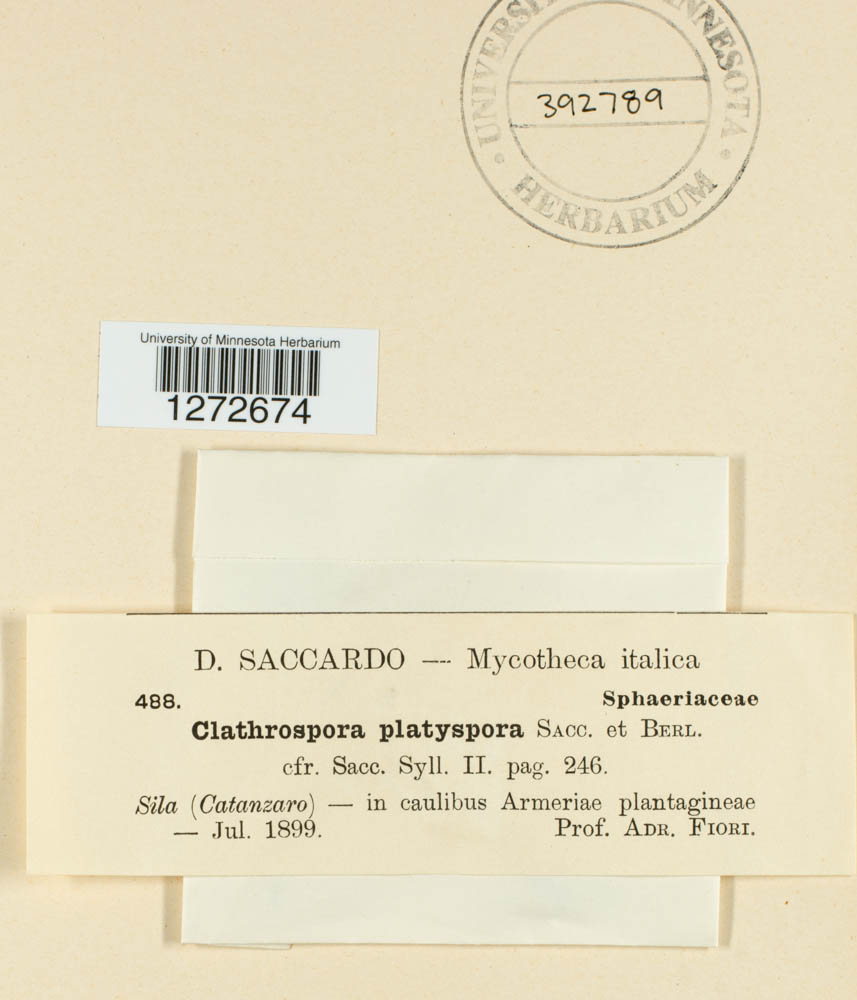 UNIVERSITY OF MINNESOTA
392789
HERBARIUM
University of Minnesota Herbarium
1272674
D. SACCARDO — Mycotheca italica
488. Sphaeriaceae
Clathrospora platyspora SACC. et BERL.
cfr. Sacc. Syll. II. pag. 246.
Sila (Catanzaro) — in caulibus Armeriae plantagineae
— Jul. 1899. Prof. ADR. FIORI.